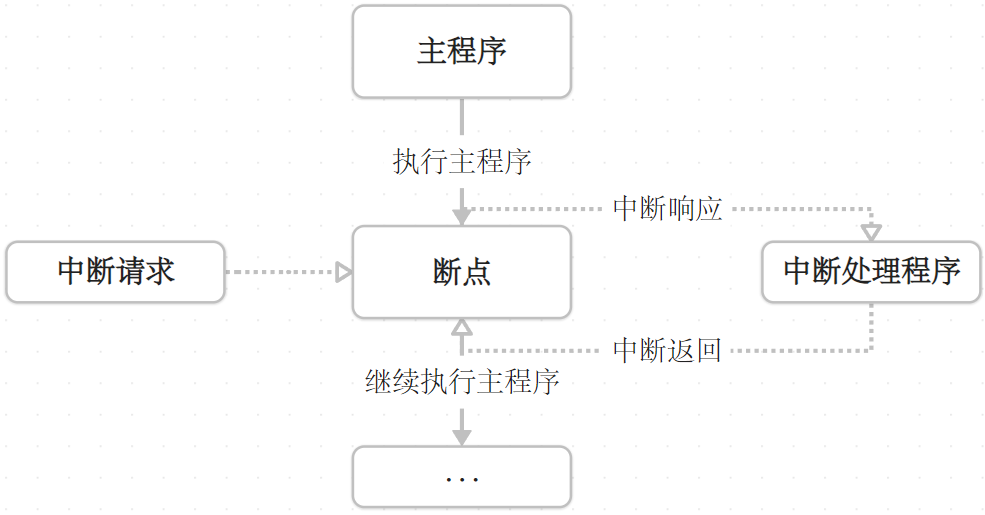 主程序
执行主程序
中断响应
中断请求
断点
中断处理程序
中断返回
继续执行主程序
...